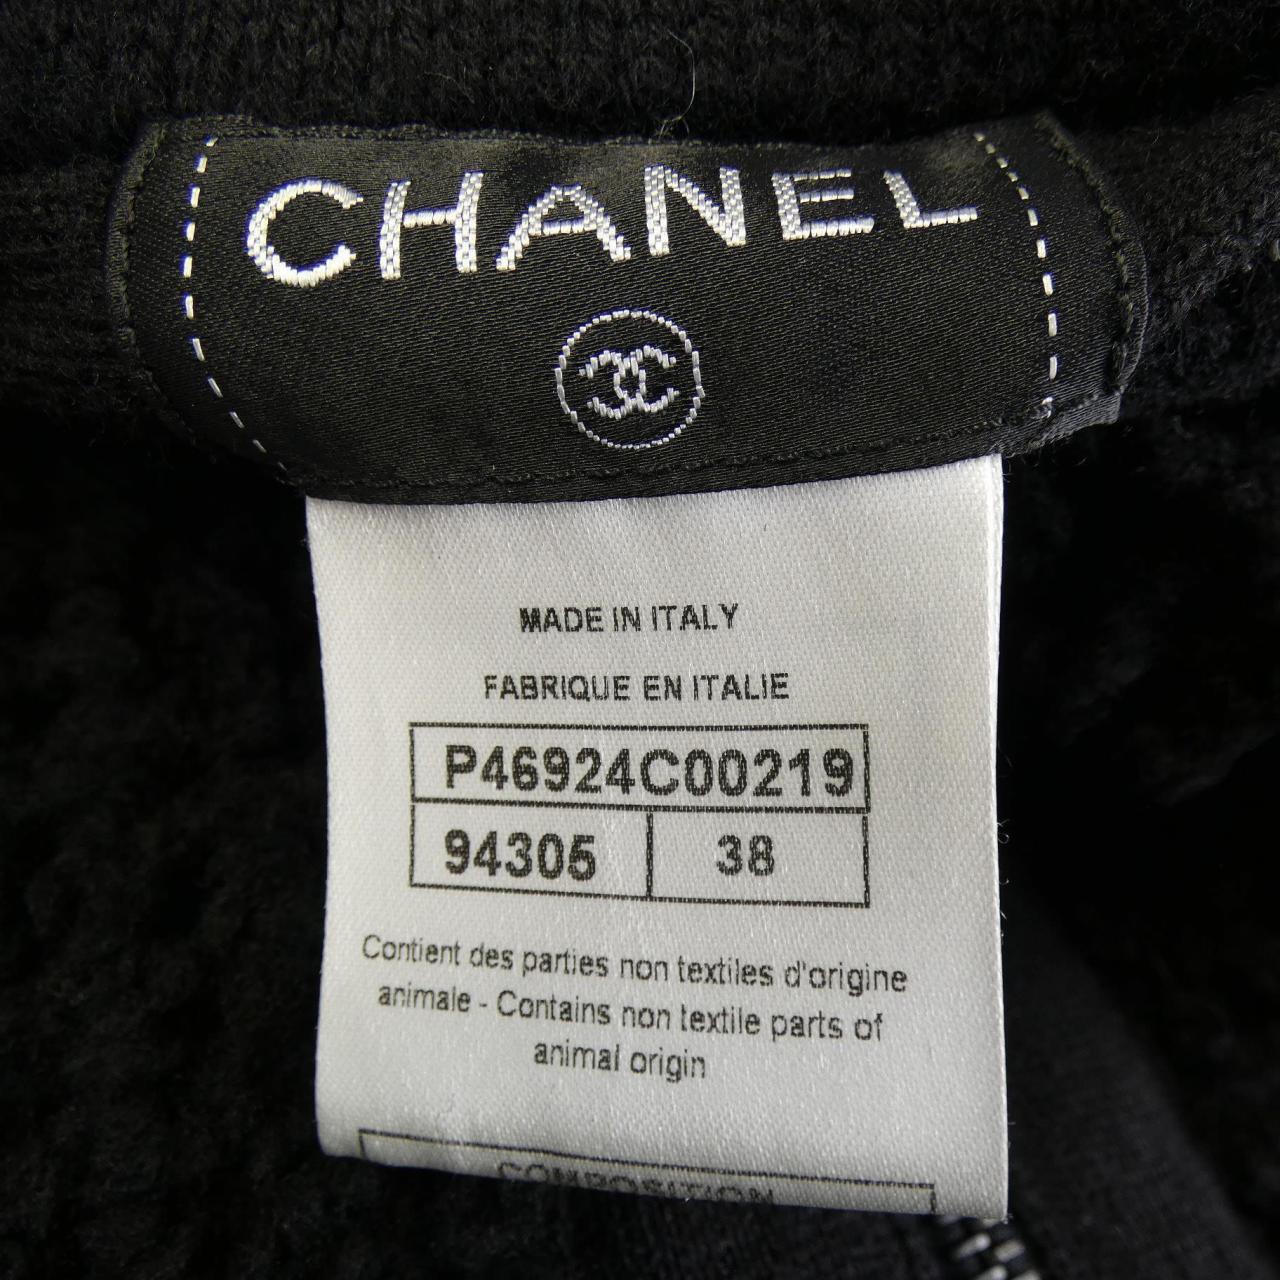 CHANEL
MADE IN ITALY
FABRIQUE EN ITALIE
P46924C00219
94305 38
Contient des parties non textiles d'origine
animale - Contains non textile parts of
animal origin
COMPOSITION